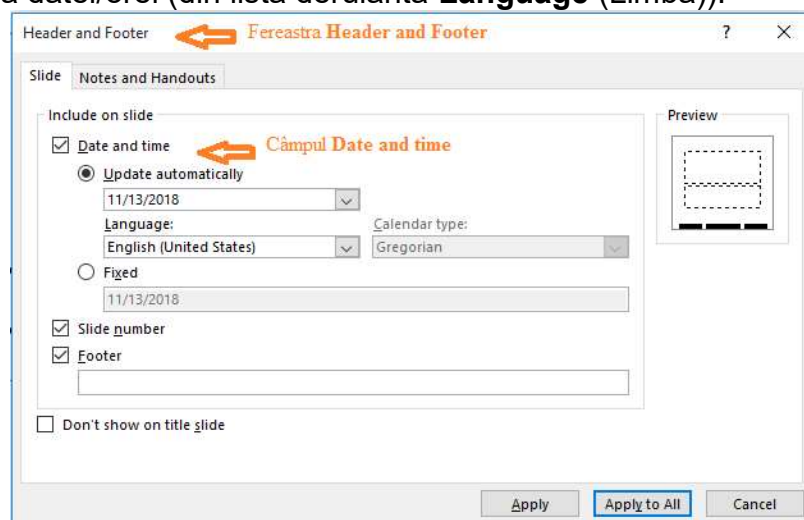 a datei/orei (din lista derulantă Language (Limba)).
Header and Footer Fereastra Header and Footer ? X
Slide Notes and Handouts
Include on slide Preview
Date and time Câmpul Date and time
Update automatically
11/13/2018
Language: Calendar type:
English (United States) Gregorian
Fixed
11/13/2018
Slide number
Footer
Don't show on title slide
Apply Apply to All Cancel